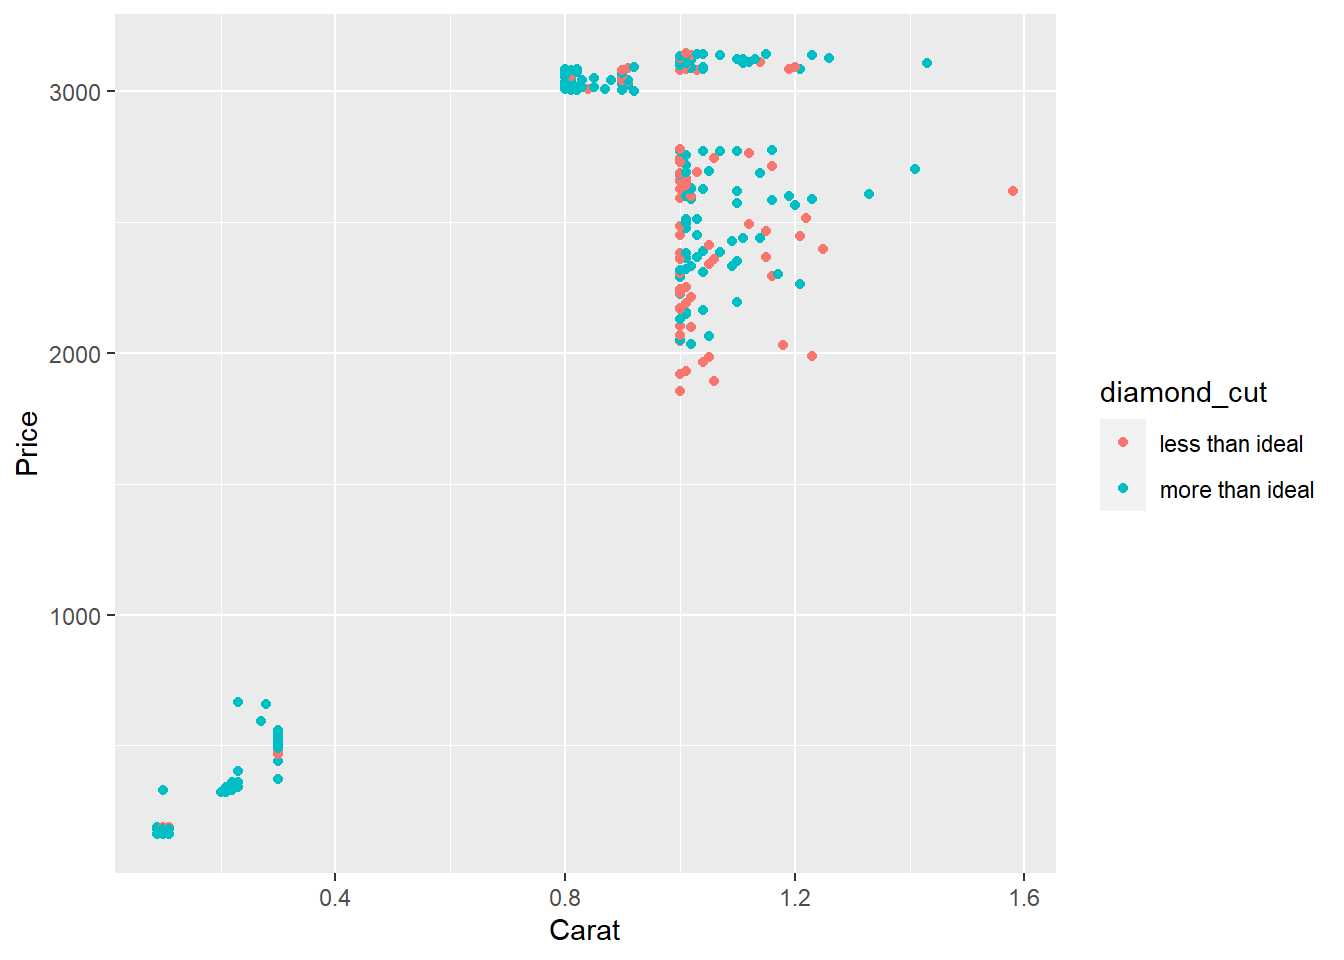 3000
2000
1000
Price
0.4
0.8
1.2
1.6
Carat
diamond_cut
less than ideal
more than ideal